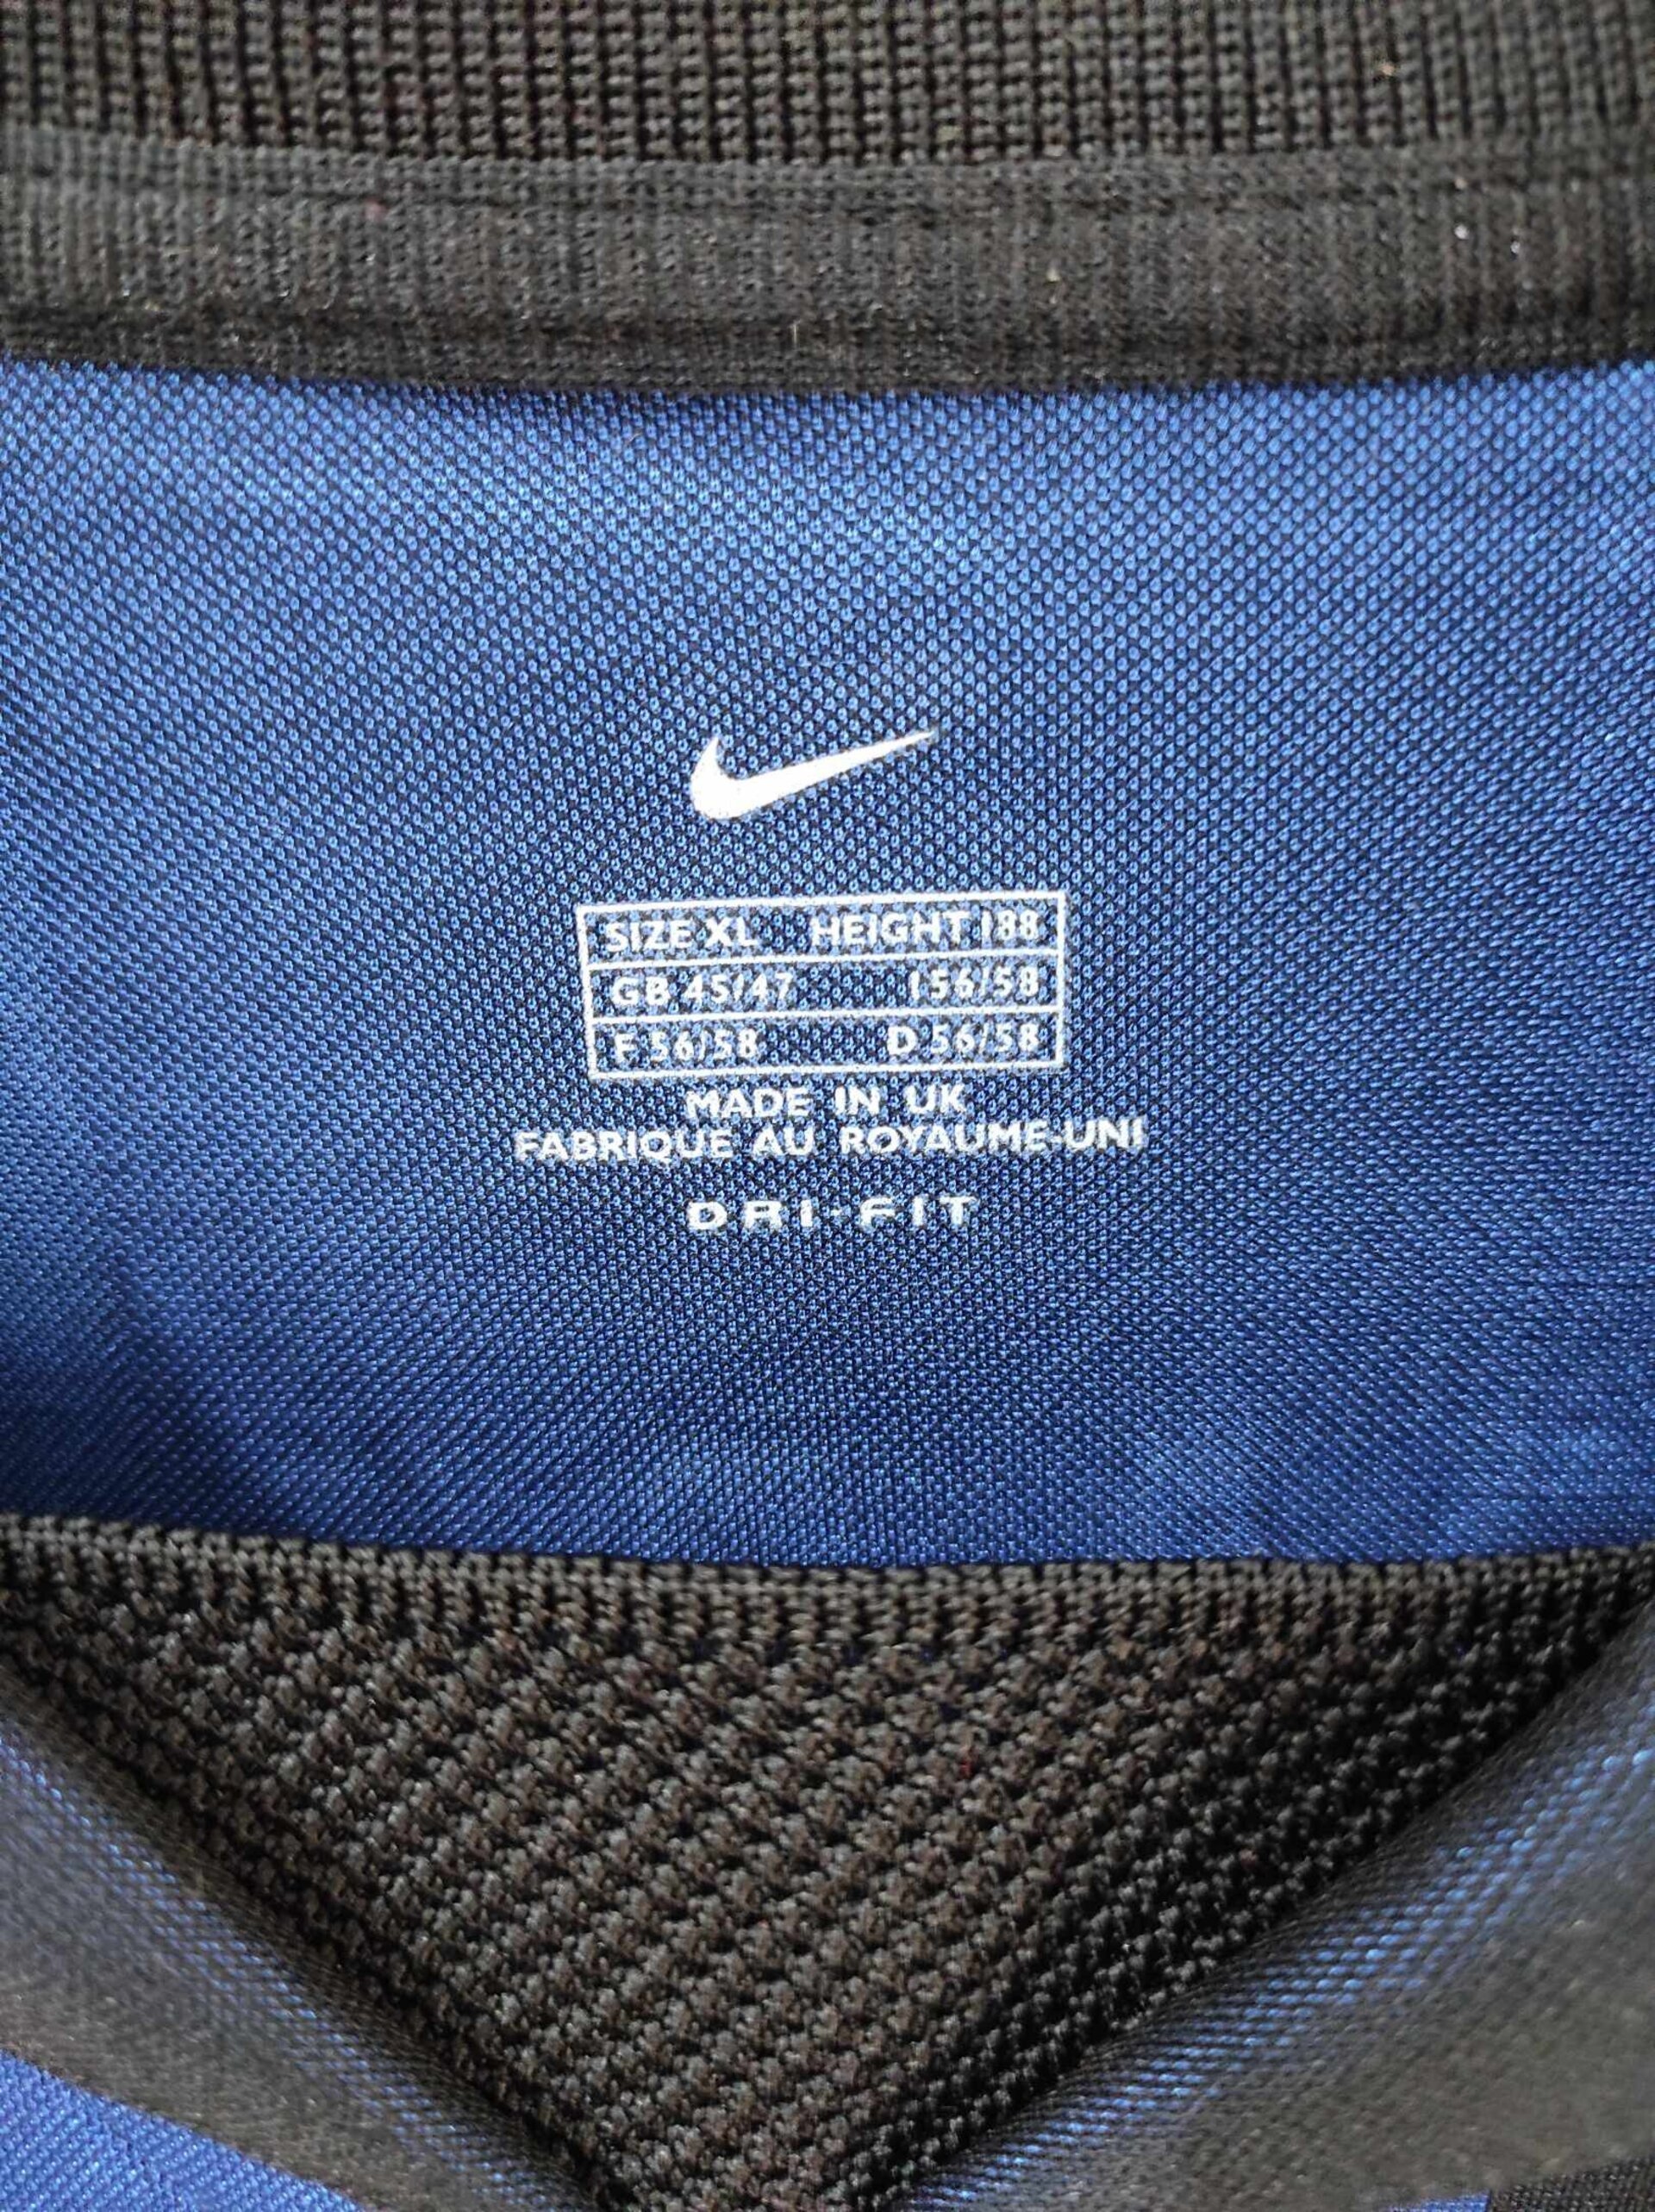 SIZE XL HEIGHT 188
GB 45/47 I 56/58
F 56/58 D 56/58
MADE IN UK
FABRIQUE AU ROYAUME-UNI
DRI-FIT